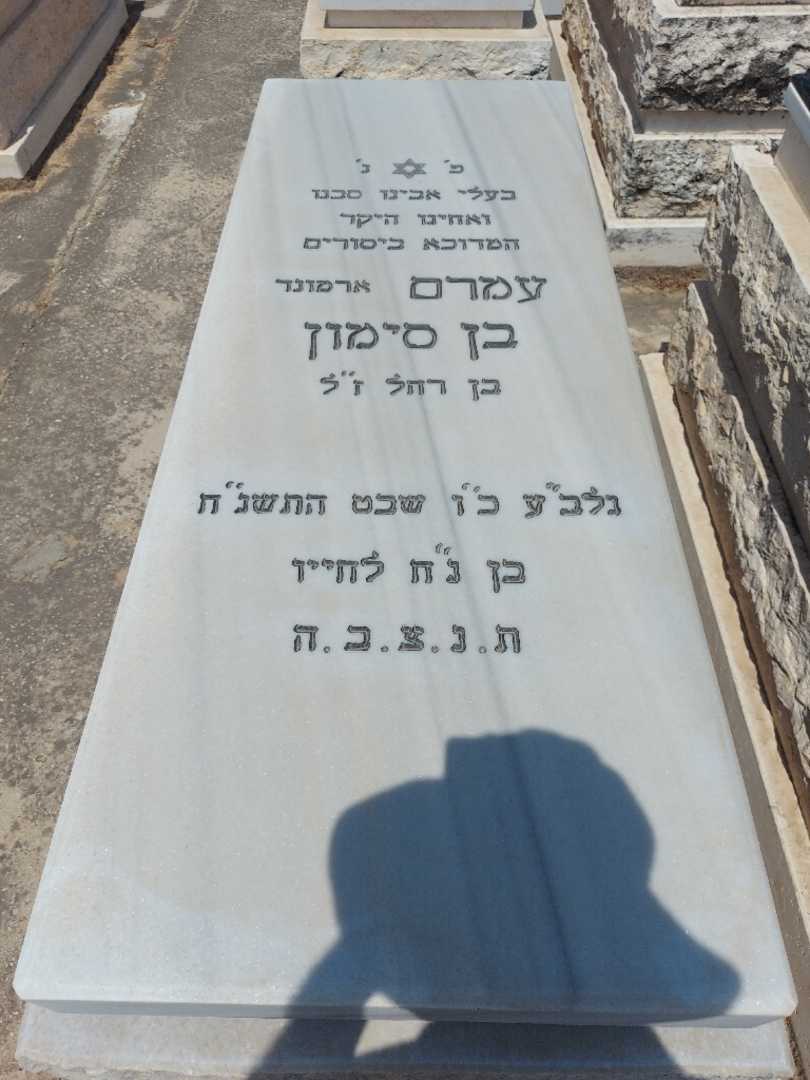 פ׳ ✡ נ׳
בעלי אבינו סבנו
ואחינו היקר
המדוכא ביסורים
עמרם ארמונד
בן סימון
בן רחל ז״ל
נלב״ע כ״ו שבט התשנ״ח
בן נ״ח לחייו
ת.נ.צ.ב.ה